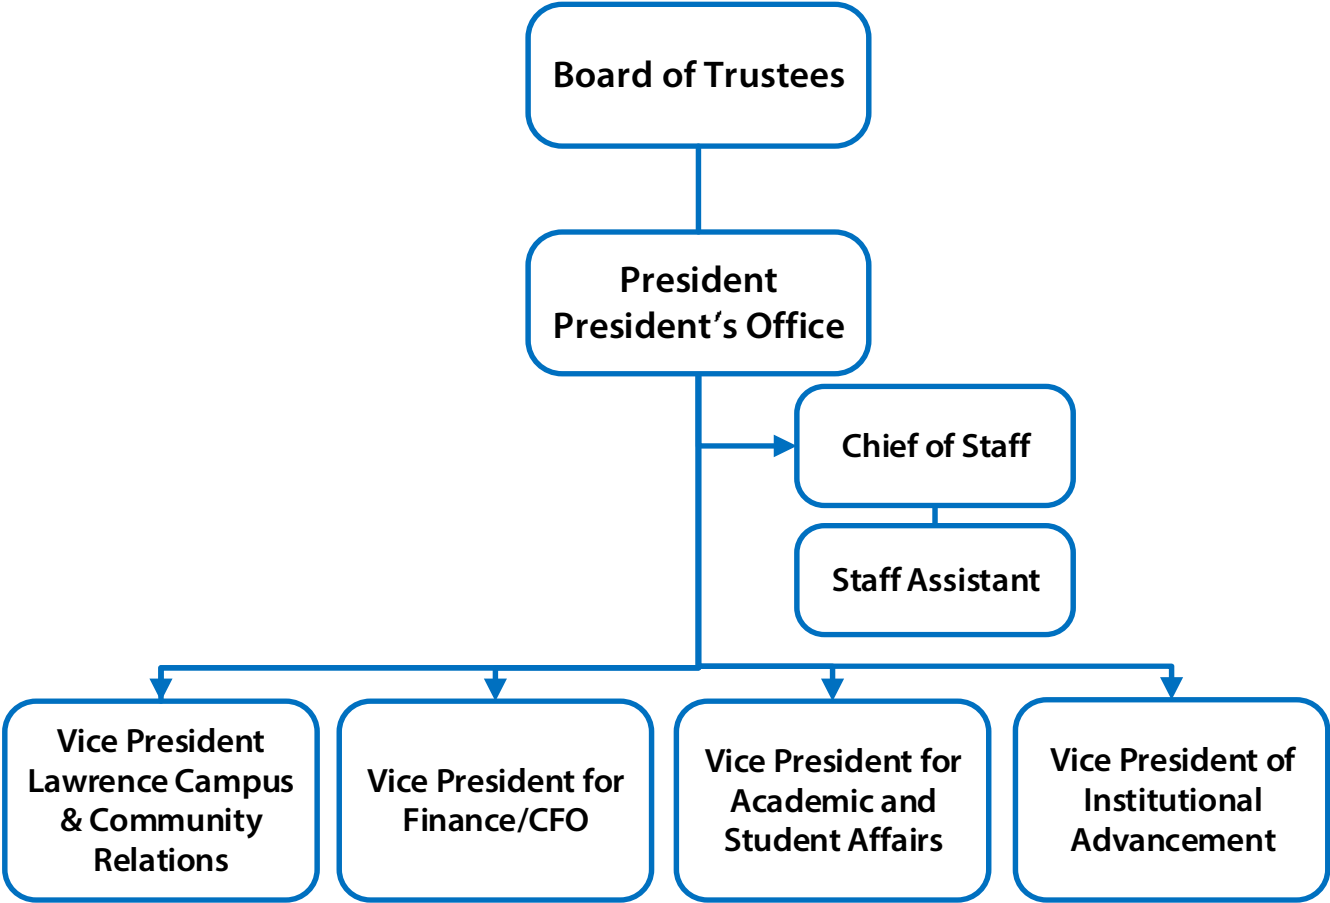 Board of Trustees
President
President's Office
Chief of Staff
Staff Assistant
Vice President
Lawrence Campus
& Community
Relations
Vice President for
Finance/CFO
Vice President for
Academic and
Student Affairs
Vice President of
Institutional
Advancement